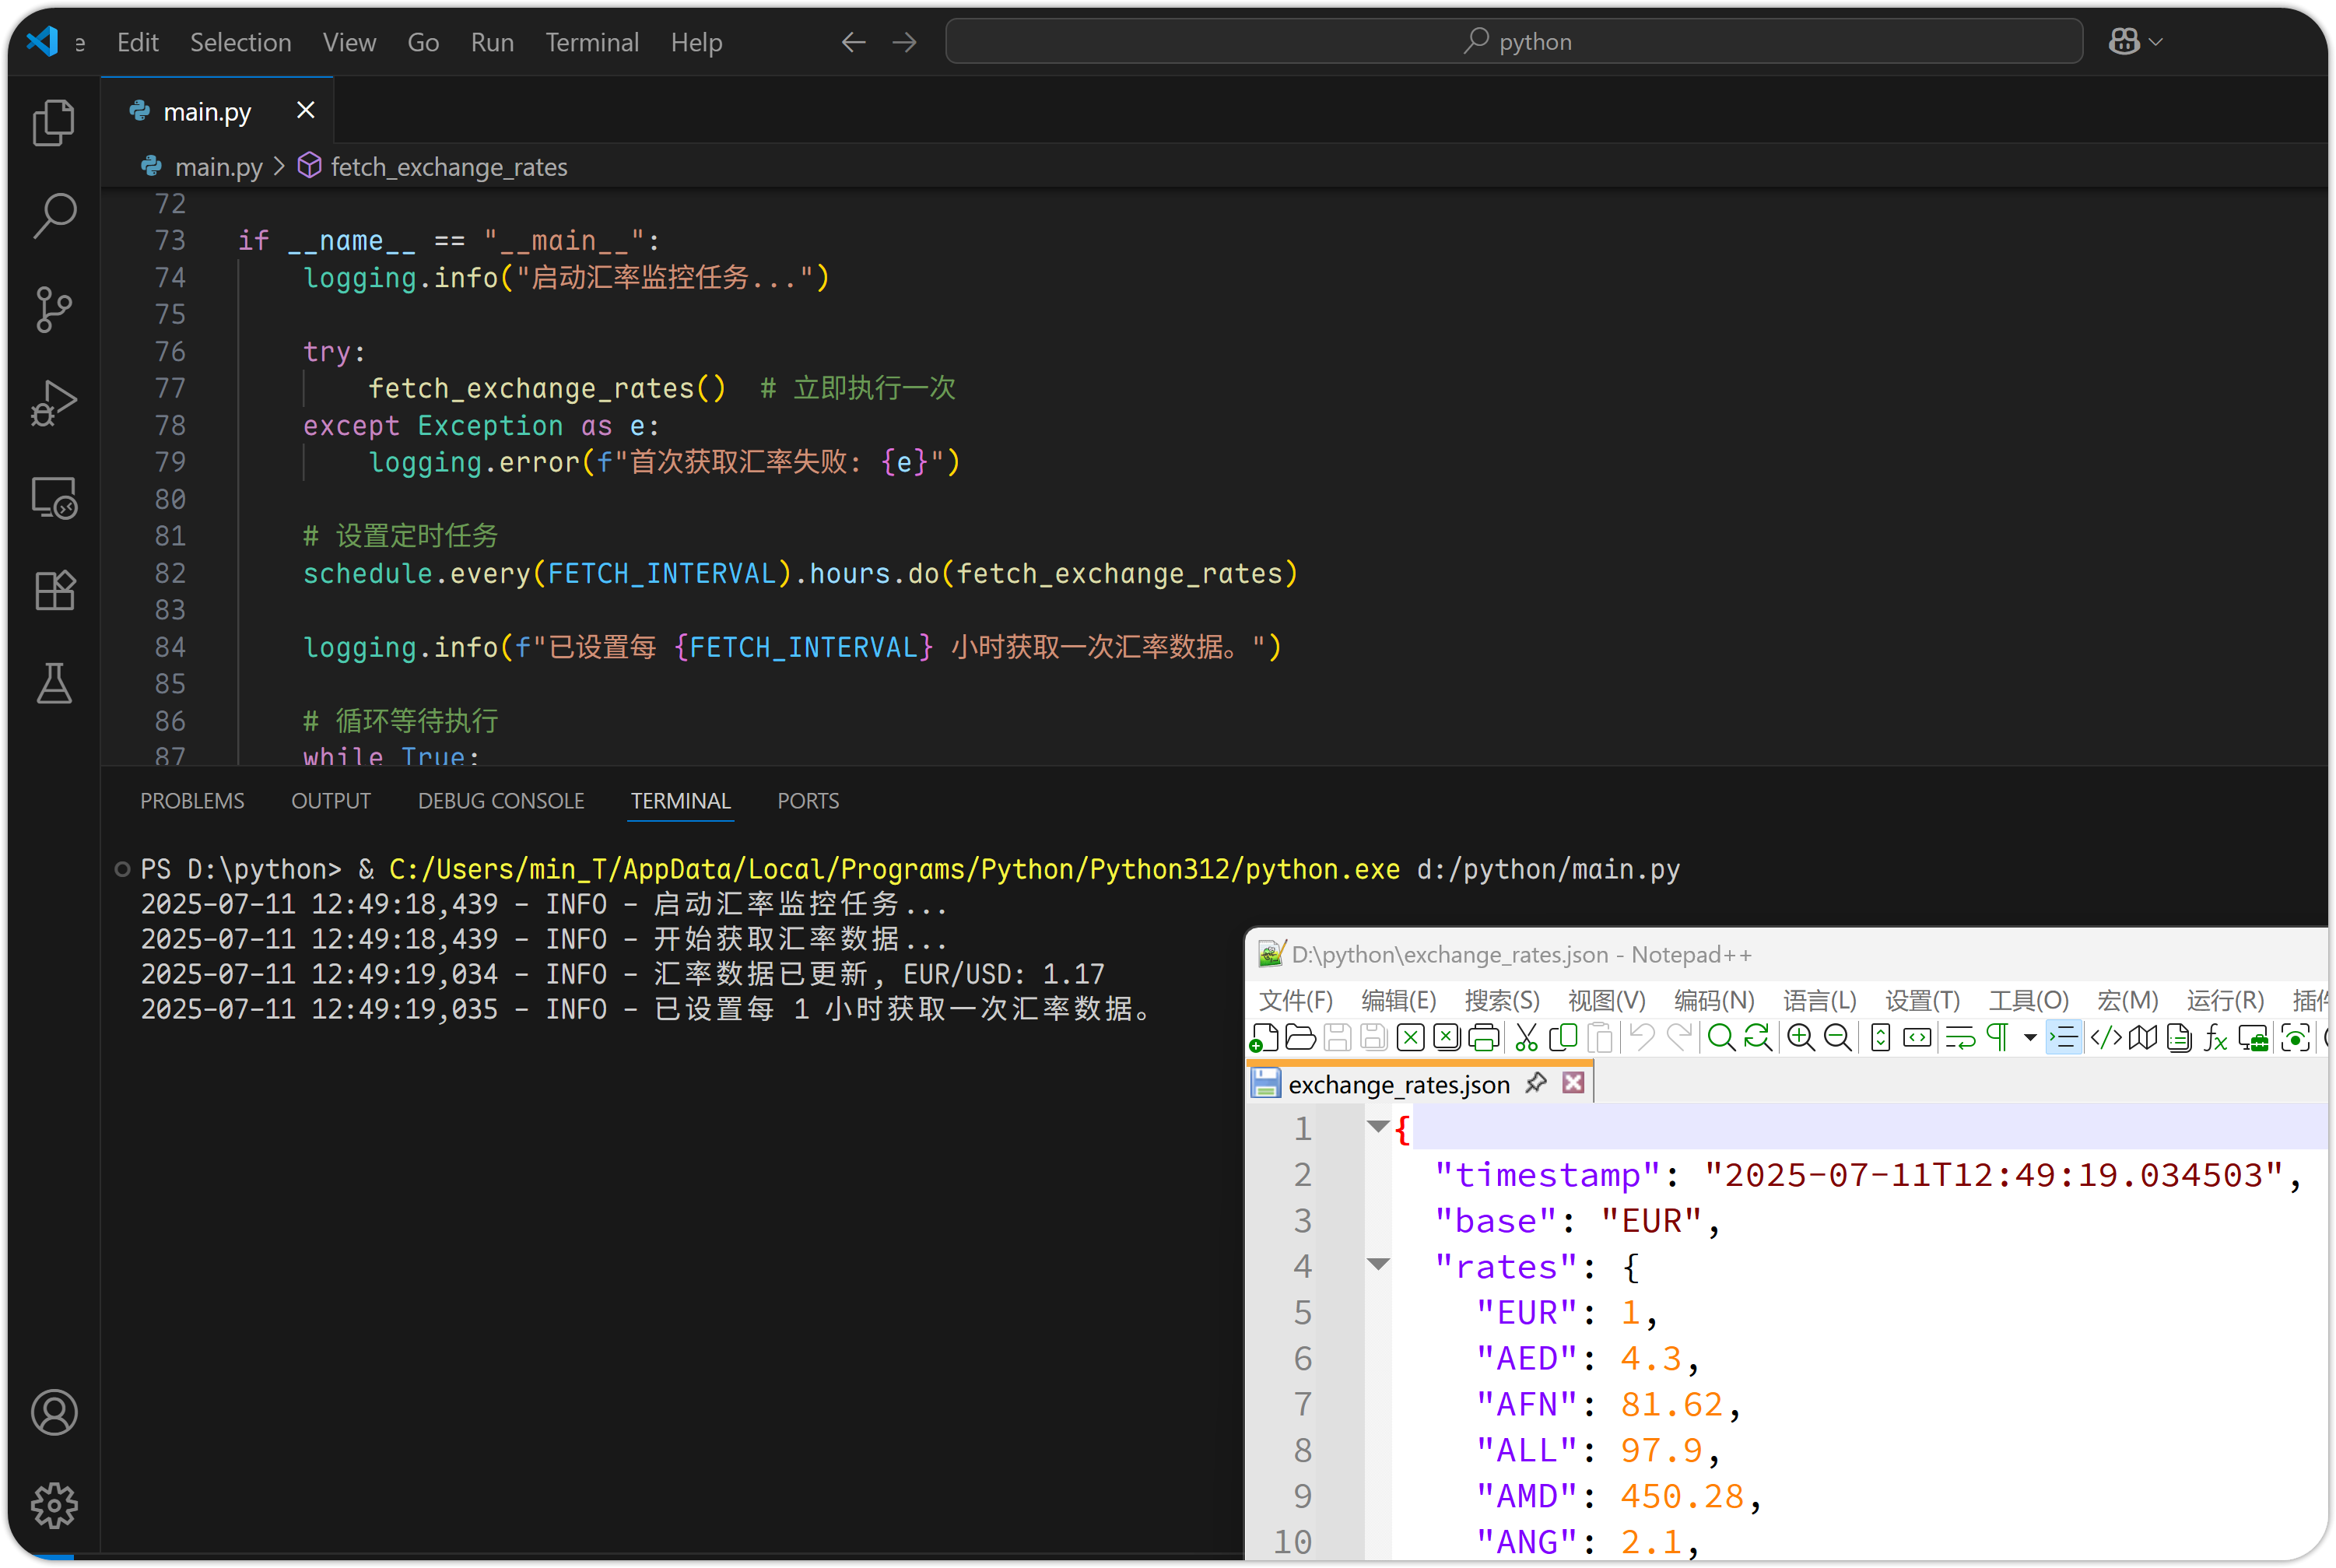 e Edit Selection View Go Run Terminal Help python
main.py
main.py > fetch_exchange_rates
72
73 if __name__ == "__main__":
74 logging.info("启动汇率监控任务...")
75
76 try:
77 fetch_exchange_rates() # 立即执行一次
78 except Exception as e:
79 logging.error(f"首次获取汇率失败: {e}")
80
81 # 设置定时任务
82 schedule.every(FETCH_INTERVAL).hours.do(fetch_exchange_rates)
83
84 logging.info(f"已设置每 {FETCH_INTERVAL} 小时获取一次汇率数据。")
85
86 # 循环等待执行
87 while True:
PROBLEMS OUTPUT DEBUG CONSOLE TERMINAL PORTS
PS D:\python> & C:/Users/min_T/AppData/Local/Programs/Python/Python312/python.exe d:/python/main.py
2025-07-11 12:49:18,439 - INFO - 启动汇率监控任务...
2025-07-11 12:49:18,439 - INFO - 开始获取汇率数据...
2025-07-11 12:49:19,034 - INFO - 汇率数据已更新, EUR/USD: 1.17
2025-07-11 12:49:19,035 - INFO - 已设置每 1 小时获取一次汇率数据。
D:\python\exchange_rates.json - Notepad++
文件(F) 编辑(E) 搜索(S) 视图(V) 编码(N) 语言(L) 设置(T) 工具(O) 宏(M) 运行(R) 插件
exchange_rates.json
1 {
2 "timestamp": "2025-07-11T12:49:19.034503",
3 "base": "EUR",
4 "rates": {
5 "EUR": 1,
6 "AED": 4.3,
7 "AFN": 81.62,
8 "ALL": 97.9,
9 "AMD": 450.28,
10 "ANG": 2.1,